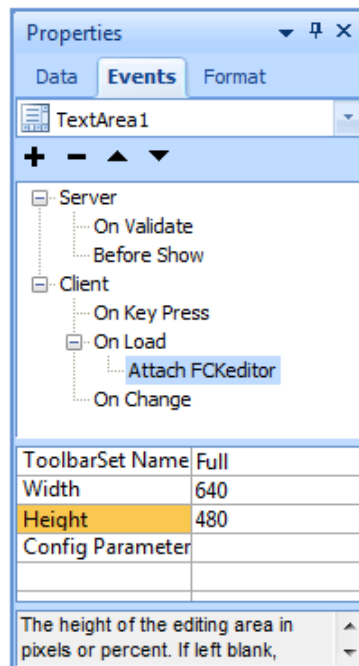 Properties
Data Events Format
TextArea1
Server
On Validate
Before Show
Client
On Key Press
On Load
Attach FCKeditor
On Change
ToolbarSet Name Full
Width 640
Height 480
Config Parameter
The height of the editing area in
pixels or percent. If left blank,